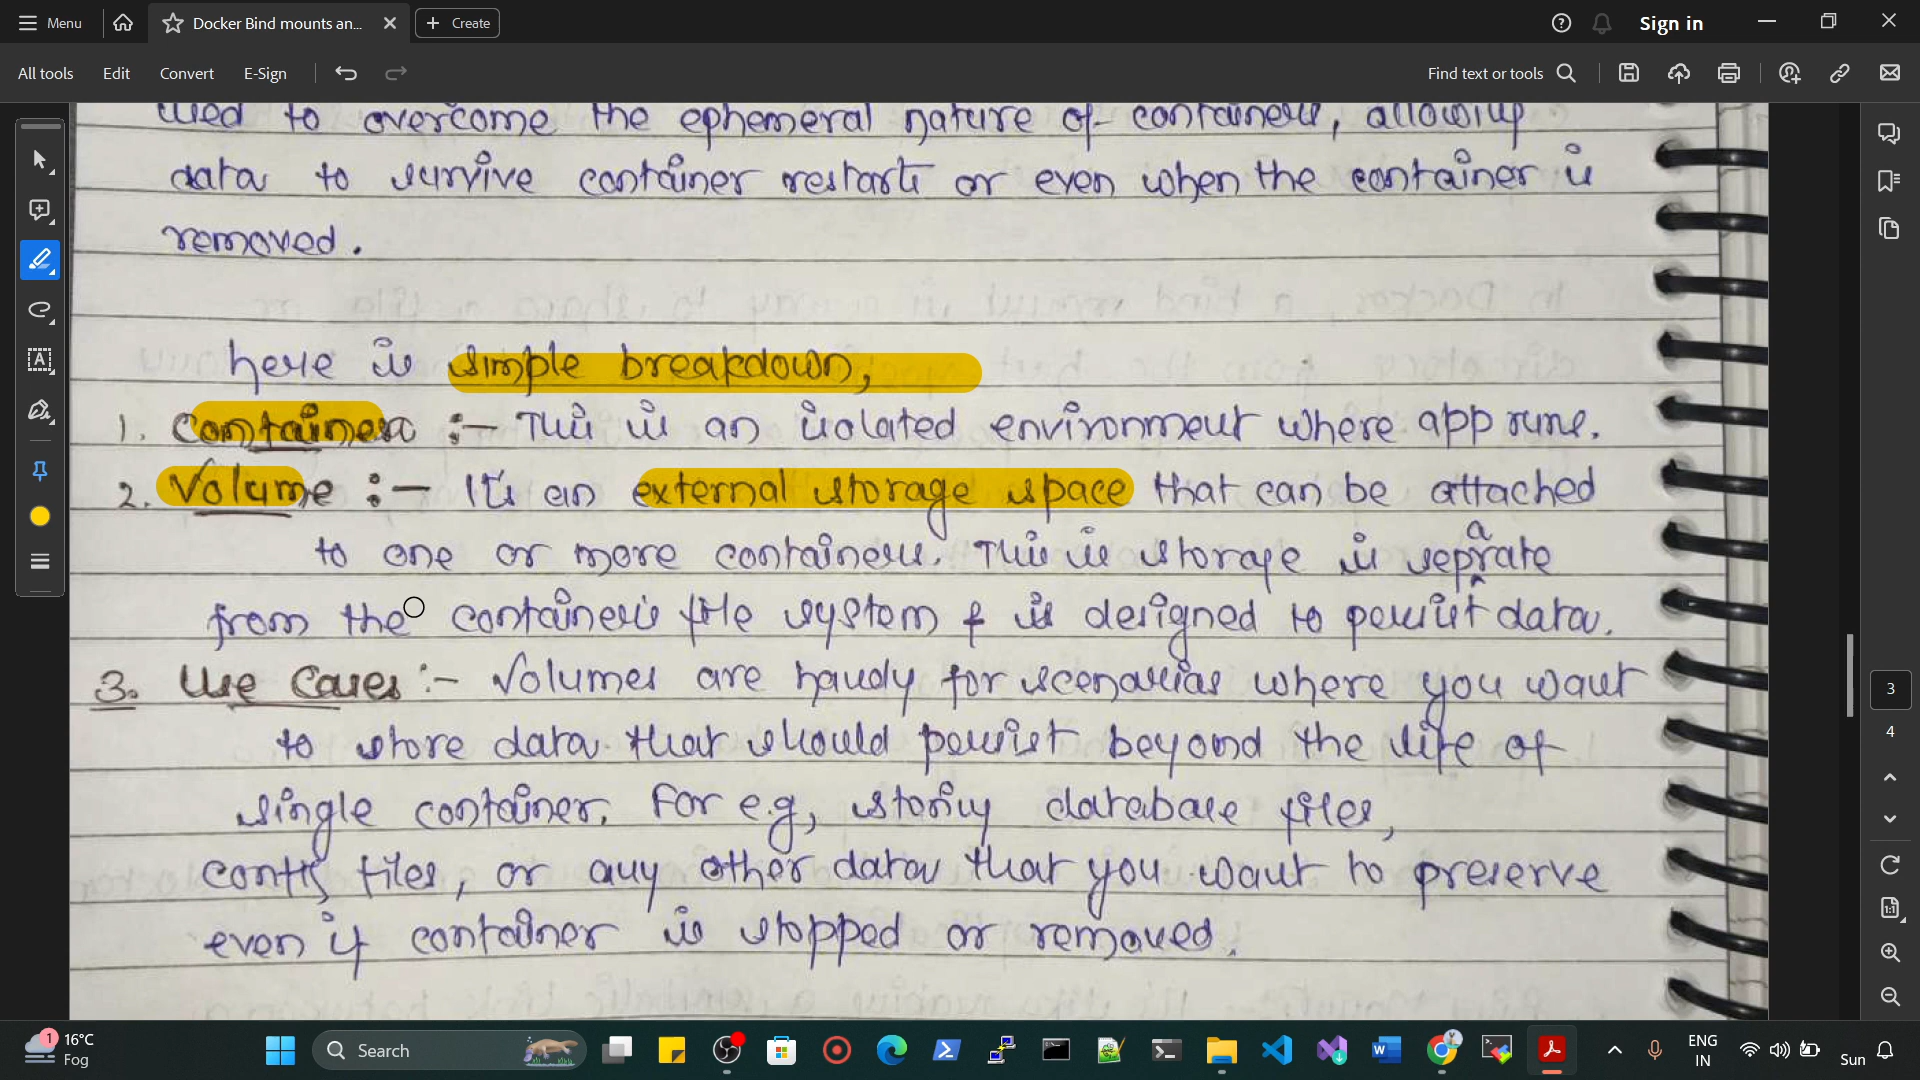 Menu
Docker Bind mounts an...
Create
Sign in
All tools
Edit
Convert
E-Sign
Find text or tools
used to overcome the ephemeral nature of containers, allowing
data to survive container restarts or even when the container is
removed.
here is simple breakdown,
1. Container :- This is an isolated environment where app runs.
2. Volume :- It's an external storage space that can be attached
to one or more containers. This is storage is seprate
a
from the container's file system & is designed to persist data.
3. Use Cases :- Volumes are handy for scenarias where you want
to store data that should persist beyond the life of
single container. For e.g, storing database files,
config files, or any other data that you want to preserve
even if container is stopped or removed.
3
4
1:1
1
16°C
Fog
Search
ENG
IN
Sun